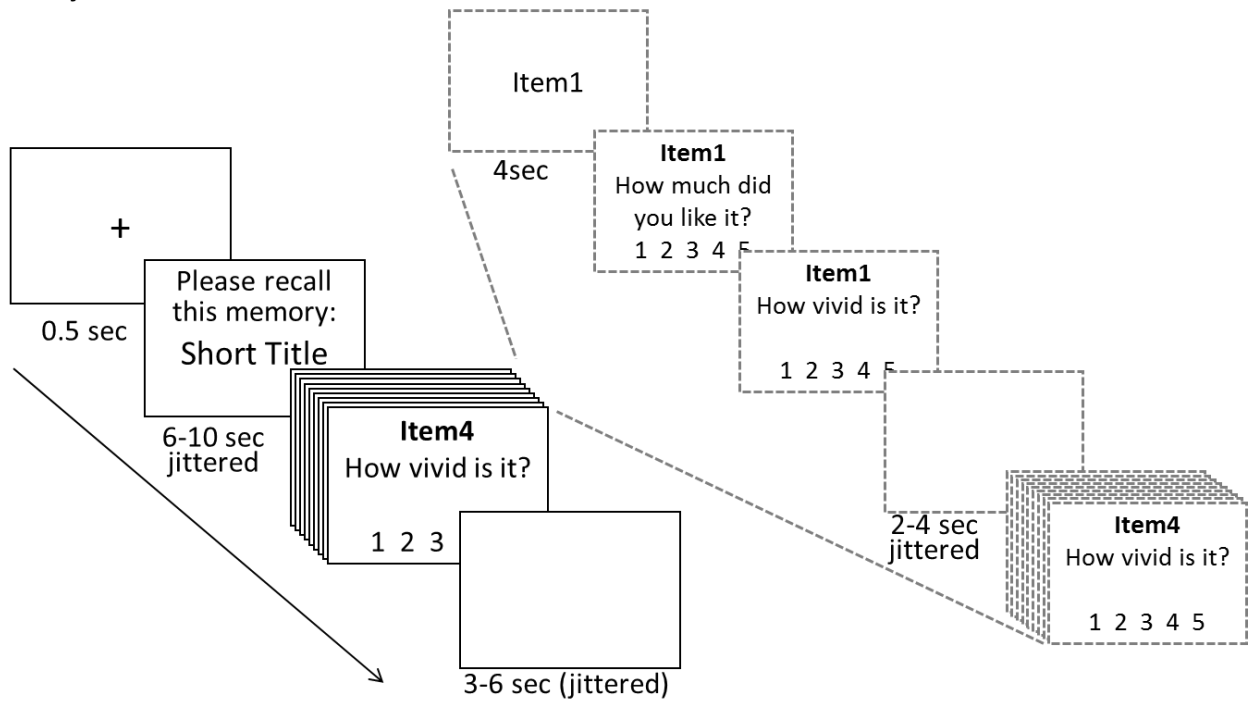 +
0.5 sec
Please recall
this memory:
Short Title
6-10 sec
jittered
Item4
How vivid is it?
1 2 3
3-6 sec (jittered)
Item1
4sec
Item1
How much did
you like it?
1 2 3 4 5
Item1
How vivid is it?
1 2 3 4 5
2-4 sec
jittered
Item4
How vivid is it?
1 2 3 4 5